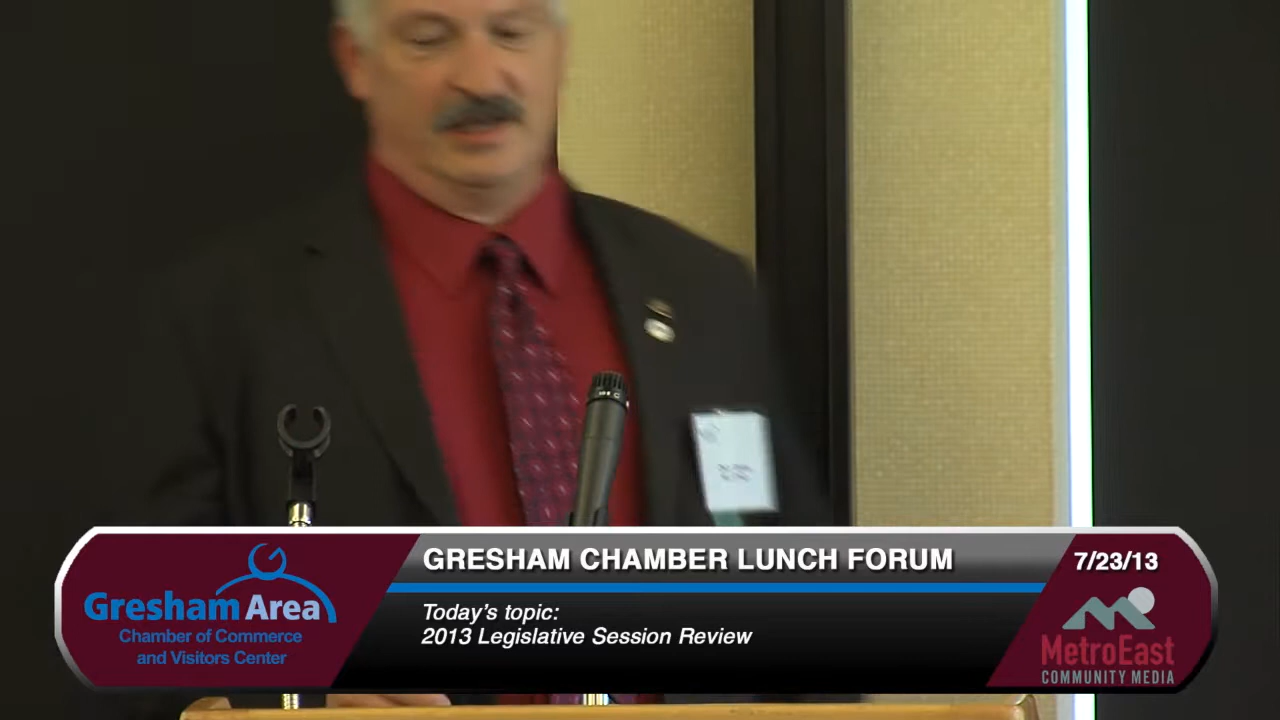 GRESHAM CHAMBER LUNCH FORUM
7/23/13
Today's topic:
2013 Legislative Session Review
Gresham Area
Chamber of Commerce
and Visitors Center
MetroEast
COMMUNITY MEDIA